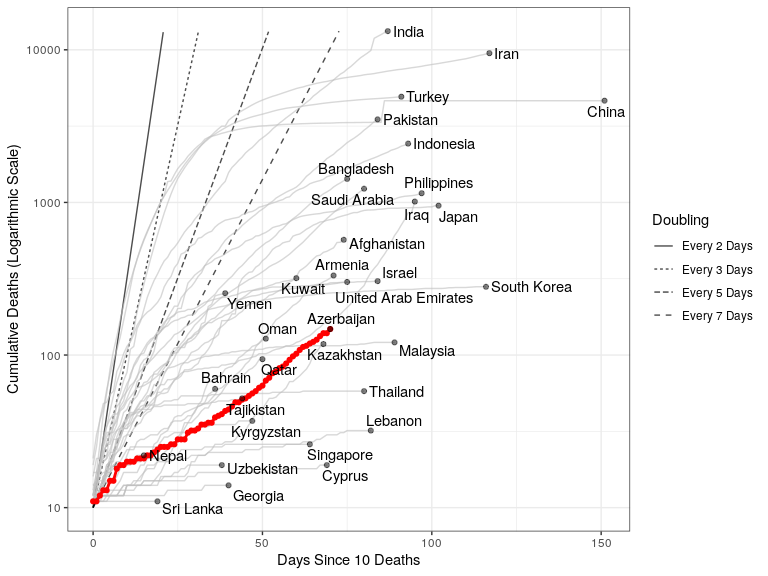 India
Iran
Turkey
China
Pakistan
Indonesia
Bangladesh
Philippines
Saudi Arabia
Iraq
Japan
Afghanistan
Armenia
Israel
Kuwait
South Korea
Yemen
United Arab Emirates
Azerbaijan
Oman
Kazakhstan
Malaysia
Qatar
Bahrain
Thailand
Tajikistan
Lebanon
Kyrgyzstan
Nepal
Singapore
Uzbekistan
Cyprus
Georgia
Sri Lanka
10000
1000
100
10
0
50
100
150
Days Since 10 Deaths
Cumulative Deaths (Logarithmic Scale)
Doubling
Every 2 Days
Every 3 Days
Every 5 Days
Every 7 Days